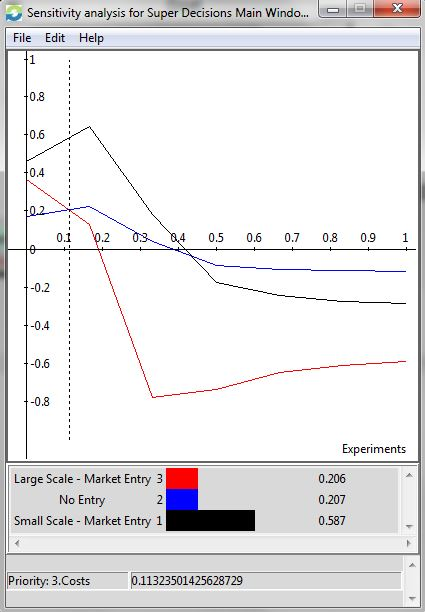 Sensitivity analysis for Super Decisions Main Windo...
File Edit Help
1
0.8
0.6
0.4
0.2
0.1 0.2 0.3 0.4 0.5 0.6 0.7 0.8 0.9 1
0
-0.2
-0.4
-0.6
-0.8
Experiments
Large Scale - Market Entry 3 0.206
No Entry 2 0.207
Small Scale - Market Entry 1 0.587
Priority: 3.Costs 0.11323501425628729